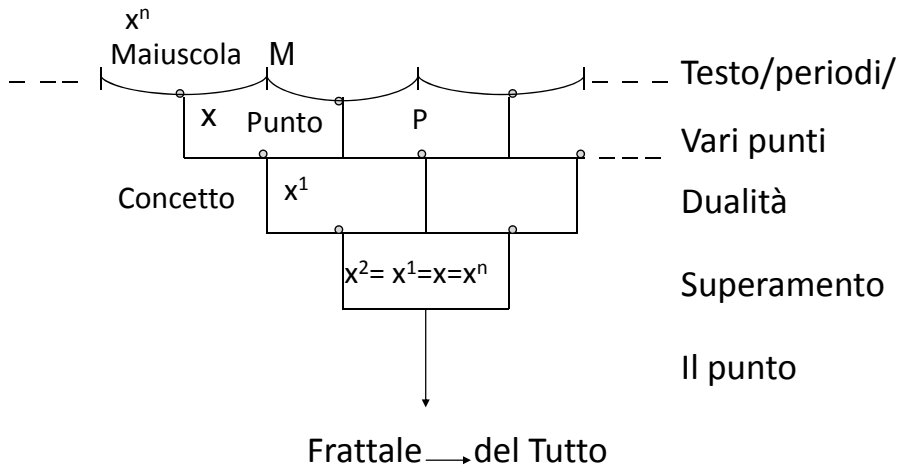 xⁿ
Maiuscola M
Testo/periodi/
x Punto P
Vari punti
Concetto x¹
Dualità
x²= x¹=x=xⁿ
Superamento
Il punto
Frattale del Tutto